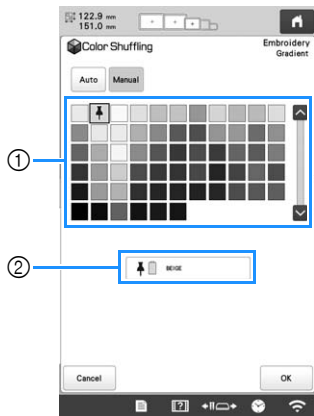 122.9 mm
151.0 mm
Color Shuffling
Embroidery
Gradient
Auto
Manual
①
②
BEIGE
Cancel
OK